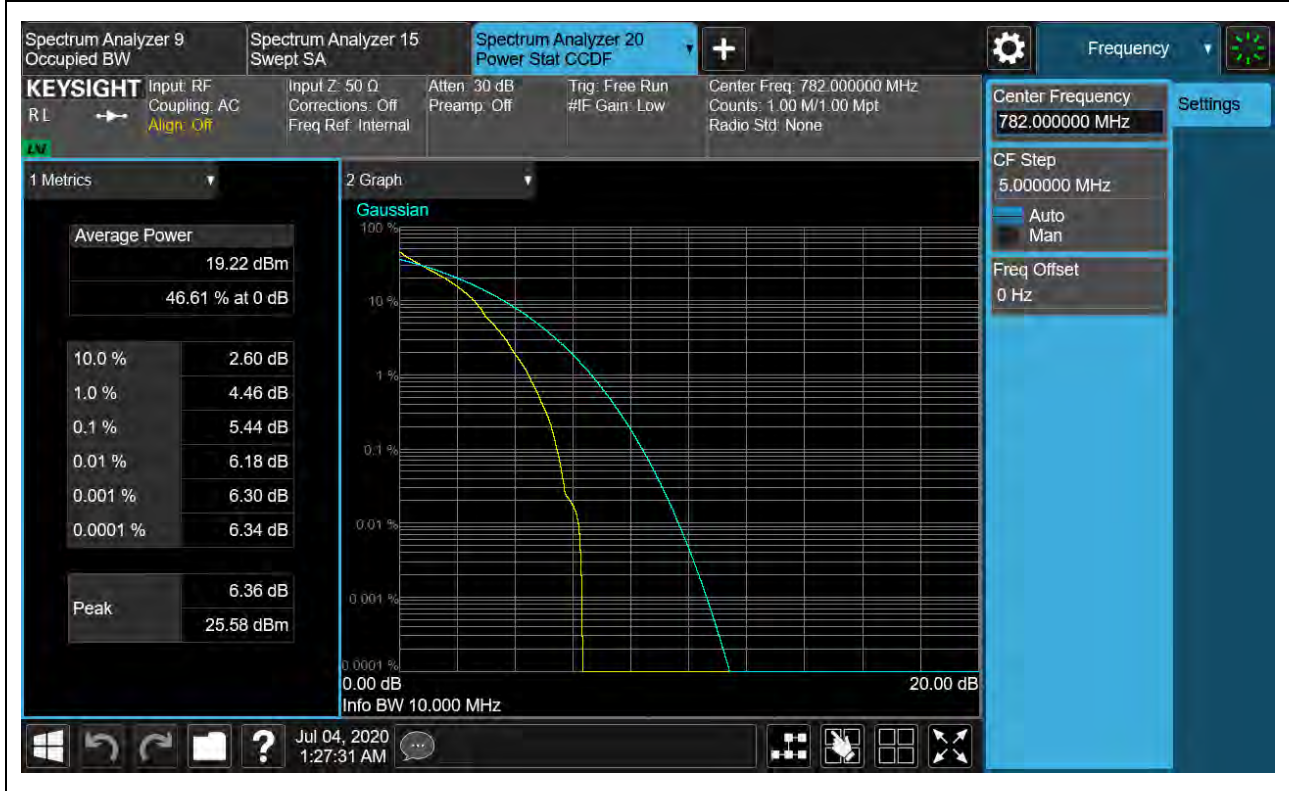 Spectrum Analyzer 9
Occupied BW
Spectrum Analyzer 15
Swept SA
Spectrum Analyzer 20
Power Stat CCDF
Frequency
KEYSIGHT
RL
Input: RF
Coupling: AC
Align: Off
Input Z: 50 Ω
Corrections: Off
Freq Ref: Internal
Atten: 30 dB
Preamp: Off
Trig: Free Run
#IF Gain: Low
Center Freq: 782.000000 MHz
Counts: 1.00 M/1.00 Mpt
Radio Std: None
Center Frequency
782.000000 MHz
Settings
CF Step
5.000000 MHz
Auto
Man
Freq Offset
0 Hz
1 Metrics
Average Power
19.22 dBm
46.61 % at 0 dB
10.0 % 2.60 dB
1.0 % 4.46 dB
0.1 % 5.44 dB
0.01 % 6.18 dB
0.001 % 6.30 dB
0.0001 % 6.34 dB
Peak
6.36 dB
25.58 dBm
2 Graph
Gaussian
100 %
10 %
1 %
0.1 %
0.01 %
0.001 %
0.0001 %
0.00 dB
20.00 dB
Info BW 10.000 MHz
?
Jul 04, 2020
1:27:31 AM